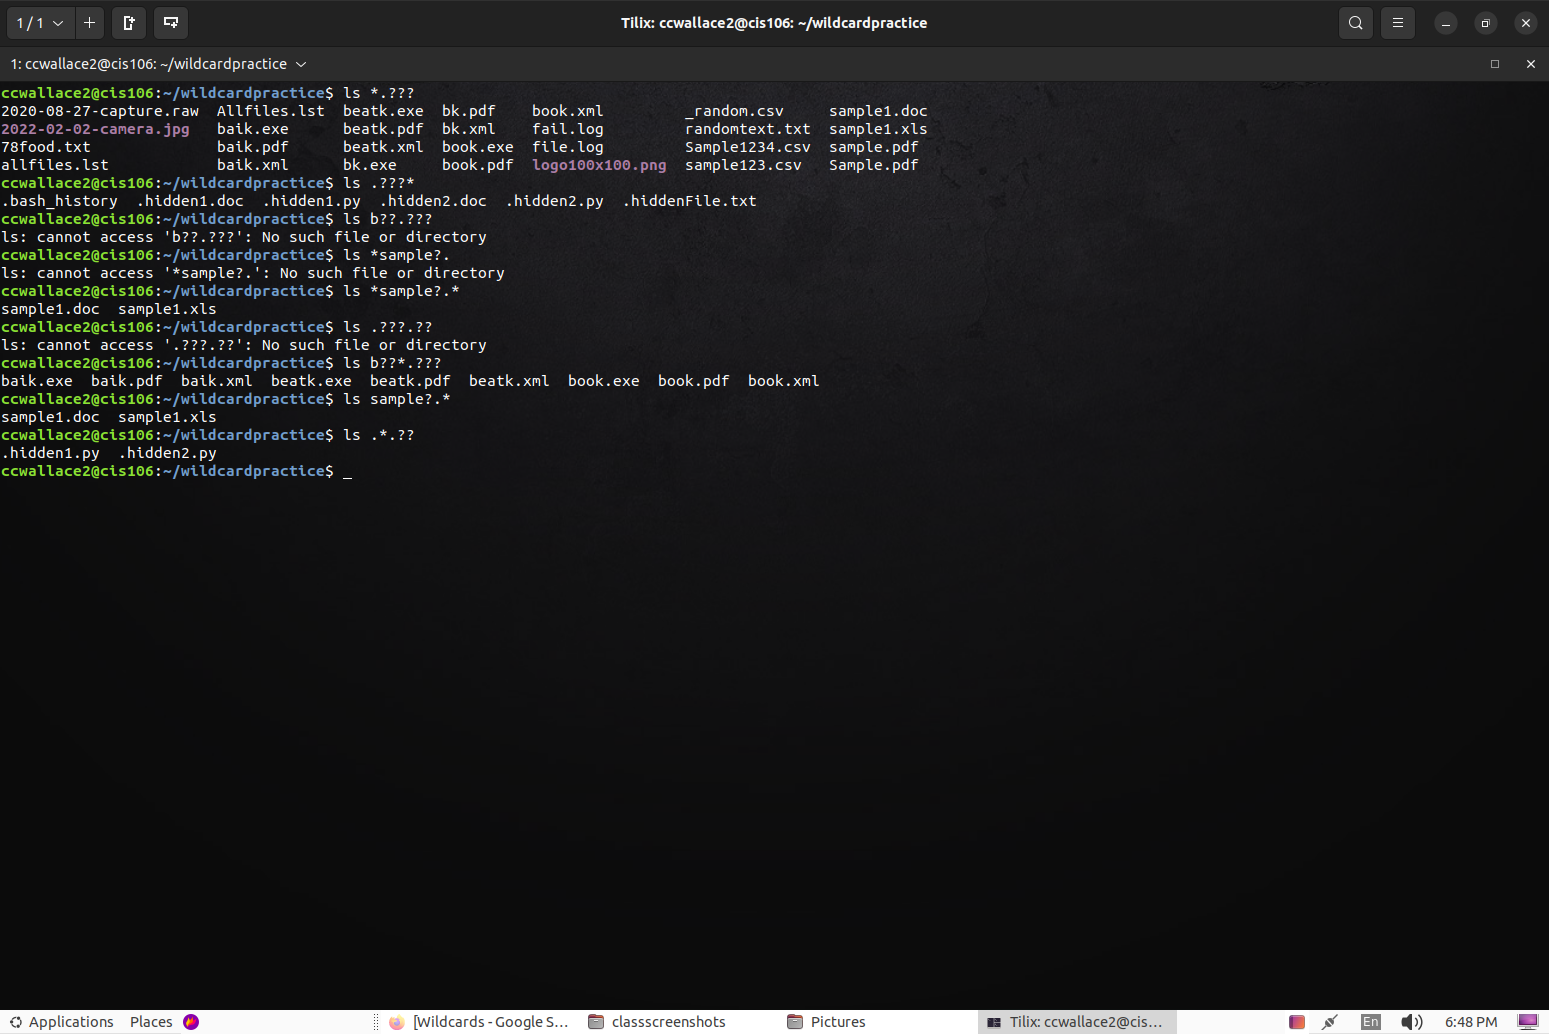 1 / 1
Tilix: ccwallace2@cis106: ~/wildcardpractice
1: ccwallace2@cis106: ~/wildcardpractice
ccwallace2@cis106:~/wildcardpractice$ ls *.???
2020-08-27-capture.raw  Allfiles.lst  beatk.exe  bk.pdf    book.xml         _random.csv     sample1.doc
2022-02-02-camera.jpg   baik.exe      beatk.pdf  bk.xml    fail.log         randomtext.txt  sample1.xls
78food.txt              baik.pdf      beatk.xml  book.exe  file.log         Sample1234.csv  sample.pdf
allfiles.lst            baik.xml      bk.exe     book.pdf  logo100x100.png  sample123.csv   Sample.pdf
ccwallace2@cis106:~/wildcardpractice$ ls .???*
.bash_history  .hidden1.doc  .hidden1.py  .hidden2.doc  .hidden2.py  .hiddenFile.txt
ccwallace2@cis106:~/wildcardpractice$ ls b??.???
ls: cannot access 'b??.???': No such file or directory
ccwallace2@cis106:~/wildcardpractice$ ls *sample?.
ls: cannot access '*sample?.': No such file or directory
ccwallace2@cis106:~/wildcardpractice$ ls *sample?.*
sample1.doc  sample1.xls
ccwallace2@cis106:~/wildcardpractice$ ls .???.??
ls: cannot access '.???.??': No such file or directory
ccwallace2@cis106:~/wildcardpractice$ ls b??*.???
baik.exe  baik.pdf  baik.xml  beatk.exe  beatk.pdf  beatk.xml  book.exe  book.pdf  book.xml
ccwallace2@cis106:~/wildcardpractice$ ls sample?.*
sample1.doc  sample1.xls
ccwallace2@cis106:~/wildcardpractice$ ls .*.??
.hidden1.py  .hidden2.py
ccwallace2@cis106:~/wildcardpractice$ _
Applications  Places  [Wildcards - Google S...  classscreenshots  Pictures  Tilix: ccwallace2@cis...  En  6:48 PM